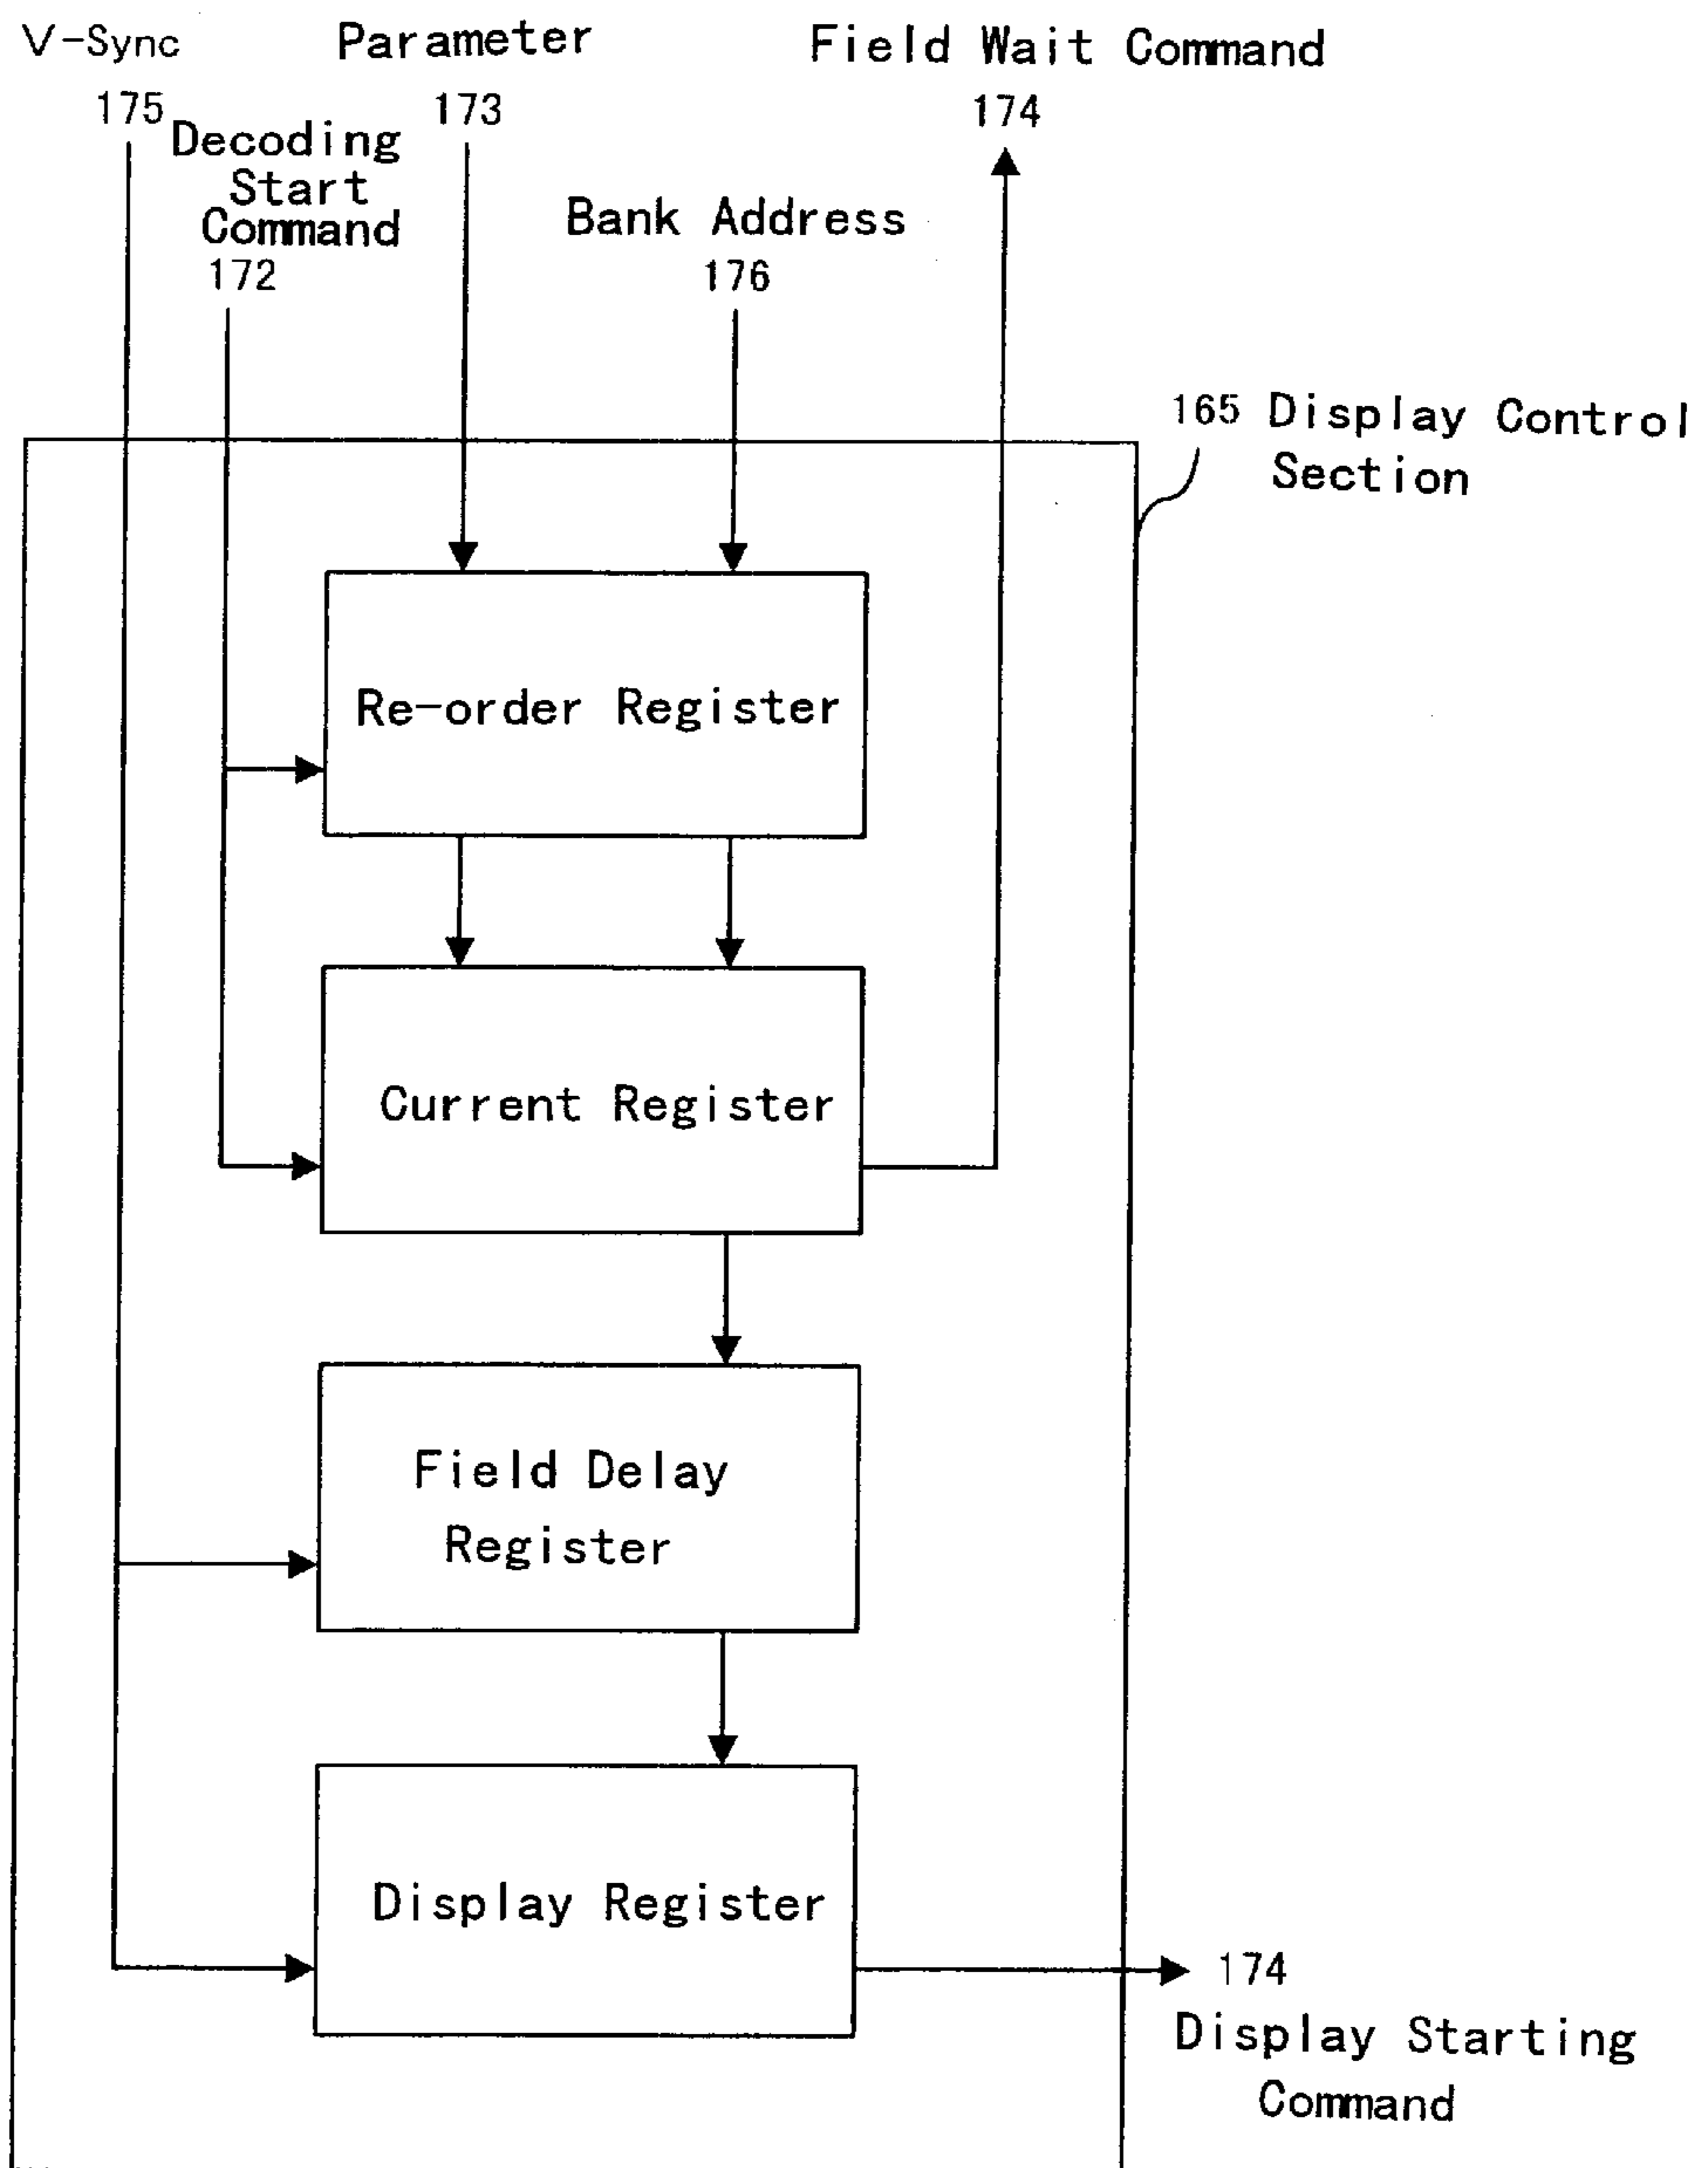 V-Sync
175
Parameter
173
Field Wait Command
174
Decoding
Start
Command
172
Bank Address
176
165 Display Control
Section
Re-order Register
Current Register
Field Delay
Register
Display Register
174
Display Starting
Command